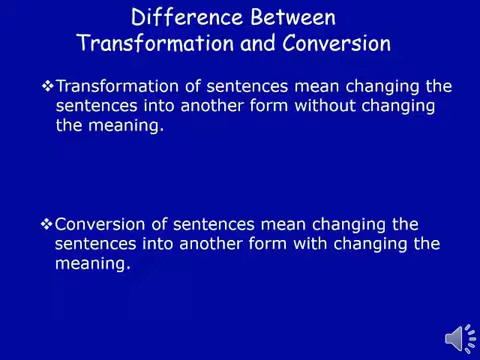 Difference Between
Transformation and Conversion
❖Transformation of sentences mean changing the
sentences into another form without changing
the meaning.
❖Conversion of sentences mean changing the
sentences into another form with changing the
meaning.